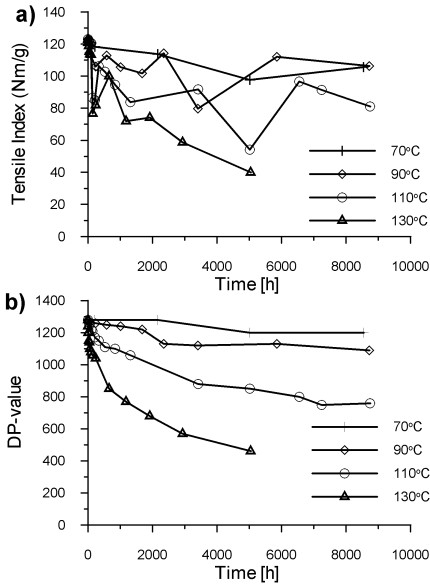 a)
Tensile Index (Nm/g)
140
120
100
80
60
40
20
0
70°C
90°C
110°C
130°C
0 2000 4000 6000 8000 10000
Time [h]
b)
DP-value
1400
1200
1000
800
600
400
200
0
70°C
90°C
110°C
130°C
0 2000 4000 6000 8000 10000
Time [h]